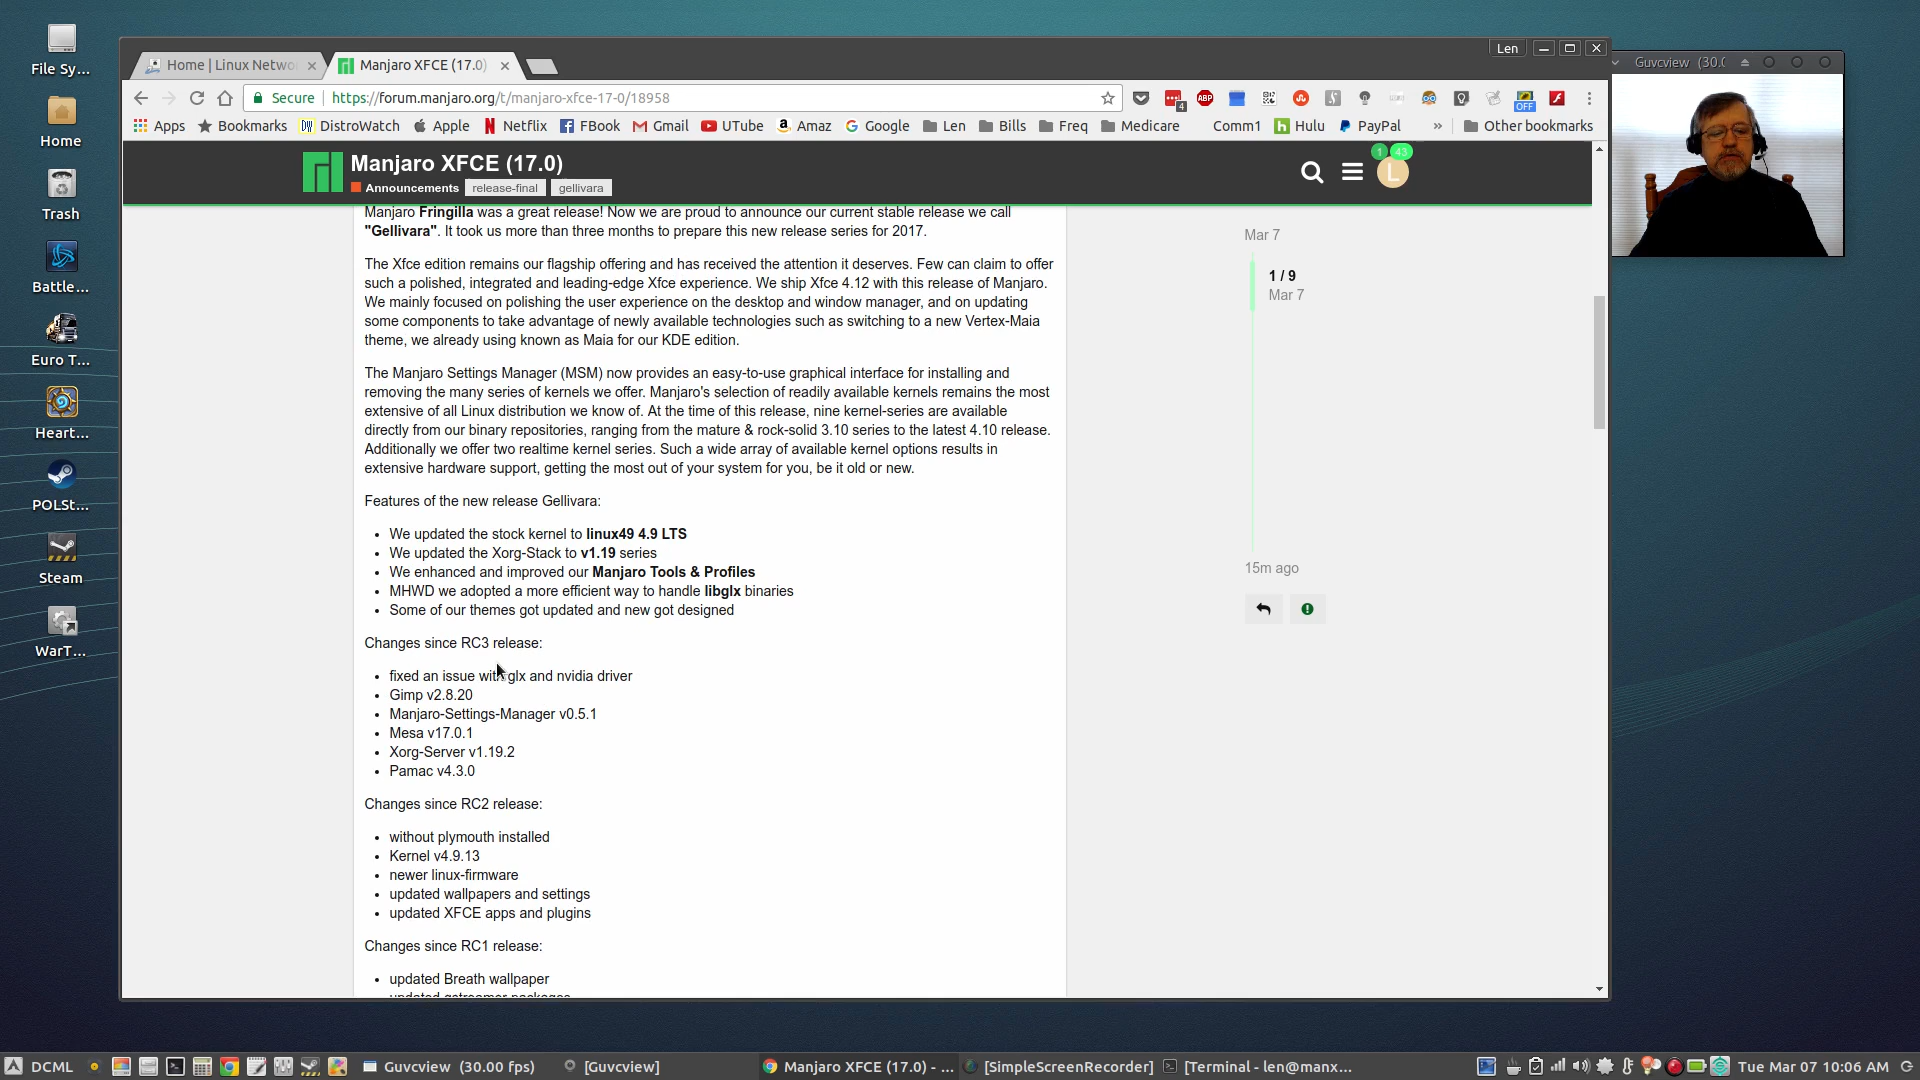 File Sy...
Home
Trash
Battle...
Euro T...
Heart...
POLSt...
Steam
WarT...
Len
Home | Linux Netwo
Manjaro XFCE (17.0)
Guvcview (30.0
Secure
https://forum.manjaro.org/t/manjaro-xfce-17-0/18958
4
ABP
OFF
Apps
Bookmarks
DistroWatch
Apple
Netflix
FBook
Gmail
UTube
Amaz
Google
Len
Bills
Freq
Medicare
Comm1
Hulu
PayPal
»
Other bookmarks
Manjaro XFCE (17.0)
Announcements release-final gellivara
1 43
L
Manjaro Fringilla was a great release! Now we are proud to announce our current stable release we call
"Gellivara". It took us more than three months to prepare this new release series for 2017.
The Xfce edition remains our flagship offering and has received the attention it deserves. Few can claim to offer
such a polished, integrated and leading-edge Xfce experience. We ship Xfce 4.12 with this release of Manjaro.
We mainly focused on polishing the user experience on the desktop and window manager, and on updating
some components to take advantage of newly available technologies such as switching to a new Vertex-Maia
theme, we already using known as Maia for our KDE edition.
The Manjaro Settings Manager (MSM) now provides an easy-to-use graphical interface for installing and
removing the many series of kernels we offer. Manjaro's selection of readily available kernels remains the most
extensive of all Linux distribution we know of. At the time of this release, nine kernel-series are available
directly from our binary repositories, ranging from the mature & rock-solid 3.10 series to the latest 4.10 release.
Additionally we offer two realtime kernel series. Such a wide array of available kernel options results in
extensive hardware support, getting the most out of your system for you, be it old or new.
Features of the new release Gellivara:
• We updated the stock kernel to linux49 4.9 LTS
• We updated the Xorg-Stack to v1.19 series
• We enhanced and improved our Manjaro Tools & Profiles
• MHWD we adopted a more efficient way to handle libglx binaries
• Some of our themes got updated and new got designed
Changes since RC3 release:
• fixed an issue with glx and nvidia driver
• Gimp v2.8.20
• Manjaro-Settings-Manager v0.5.1
• Mesa v17.0.1
• Xorg-Server v1.19.2
• Pamac v4.3.0
Changes since RC2 release:
• without plymouth installed
• Kernel v4.9.13
• newer linux-firmware
• updated wallpapers and settings
• updated XFCE apps and plugins
Changes since RC1 release:
• updated Breath wallpaper
• updated gstreamer packages
Mar 7
1 / 9
Mar 7
15m ago
DCML
Guvcview (30.00 fps)
[Guvcview]
Manjaro XFCE (17.0) - ...
[SimpleScreenRecorder]
[Terminal - len@manx...
Tue Mar 07 10:06 AM